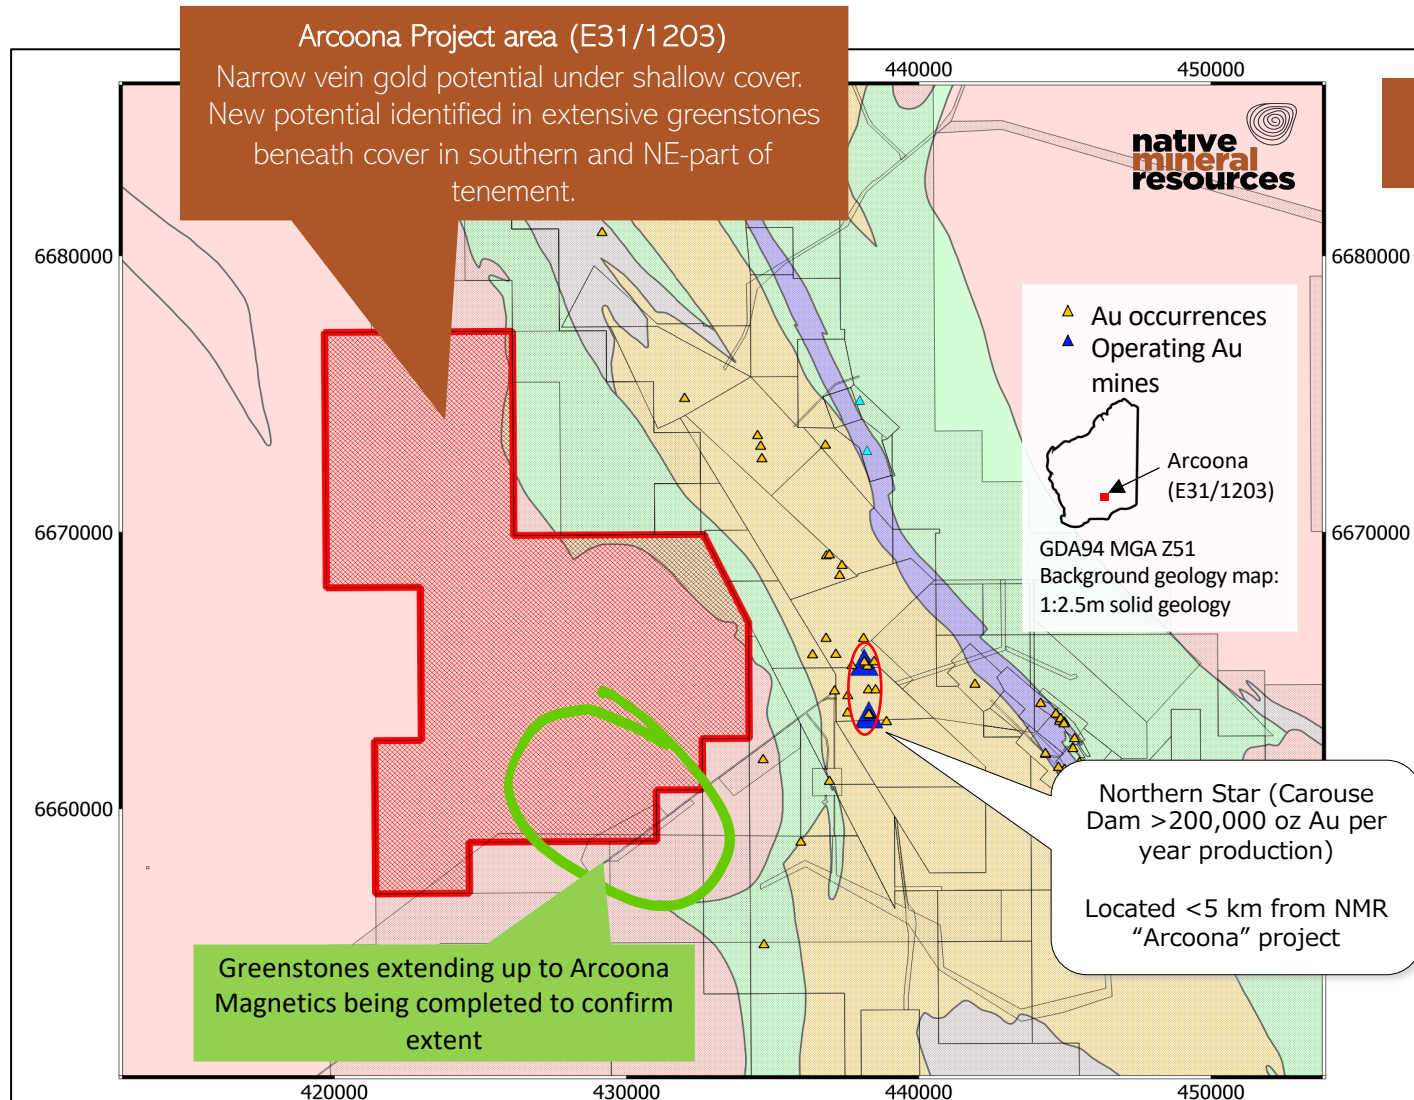 Arcoona Project area (E31/1203)
Narrow vein gold potential under shallow cover.
New potential identified in extensive greenstones
beneath cover in southern and NE-part of
tenement.
440000
450000
native
mineral
resources
6680000
6680000
Au occurrences
Operating Au
mines
Arcoona
(E31/1203)
6670000
6670000
GDA94 MGA Z51
Background geology map:
1:2.5m solid geology
6660000
Northern Star (Carouse
Dam >200,000 oz Au per
year production)
Located <5 km from NMR
“Arcoona” project
Greenstones extending up to Arcoona
Magnetics being completed to confirm
extent
420000
430000
440000
450000